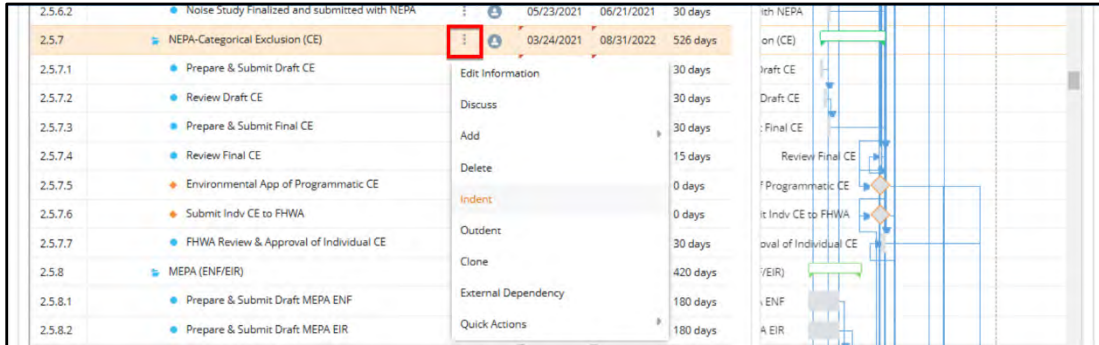 2.5.6.2 Noise Study Finalized and submitted with NEPA 05/23/2021 06/21/2021 30 days ith NEPA
2.5.7 NEPA-Categorical Exclusion (CE) 03/24/2021 08/31/2022 526 days on (CE)
2.5.7.1 Prepare & Submit Draft CE 30 days Draft CE
Edit Information
2.5.7.2 Review Draft CE 30 days Draft CE
Discuss
2.5.7.3 Prepare & Submit Final CE 30 days : Final CE
Add
2.5.7.4 Review Final CE 15 days Review Final CE
Delete
2.5.7.5 Environmental App of Programmatic CE 0 days f Programmatic CE
Indent
2.5.7.6 Submit Indv CE to FHWA 0 days it Indv CE to FHWA
Outdent
2.5.7.7 FHWA Review & Approval of Individual CE 30 days oval of Individual CE
Clone
2.5.8 MEPA (ENF/EIR) 420 days /EIR)
External Dependency
2.5.8.1 Prepare & Submit Draft MEPA ENF 180 days A ENF
Quick Actions
2.5.8.2 Prepare & Submit Draft MEPA EIR 180 days A EIR